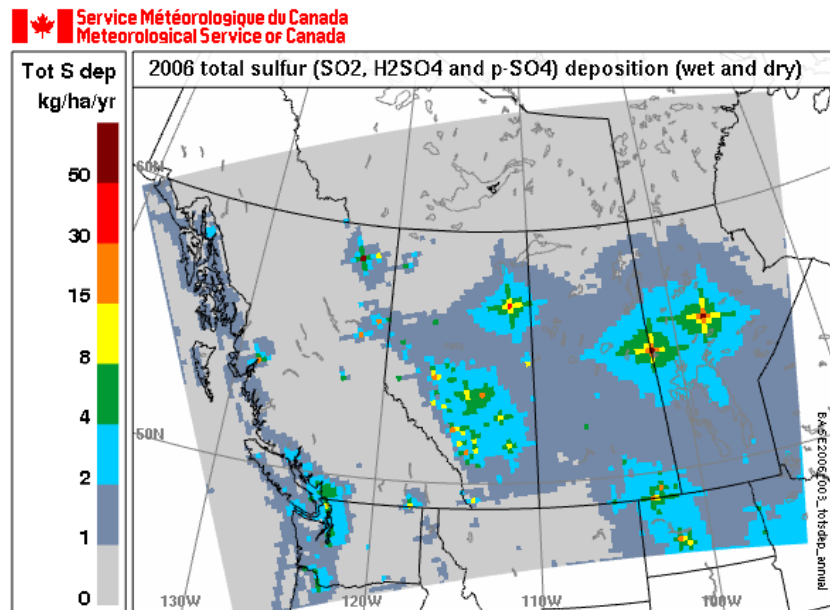 Service Météorologique du Canada
Meteorological Service of Canada
Tot S dep
kg/ha/yr
50
30
15
8
4
2
1
0
2006 total sulfur (SO2, H2SO4 and p-SO4) deposition (wet and dry)
60N
50N
130W
120W
110W
100W